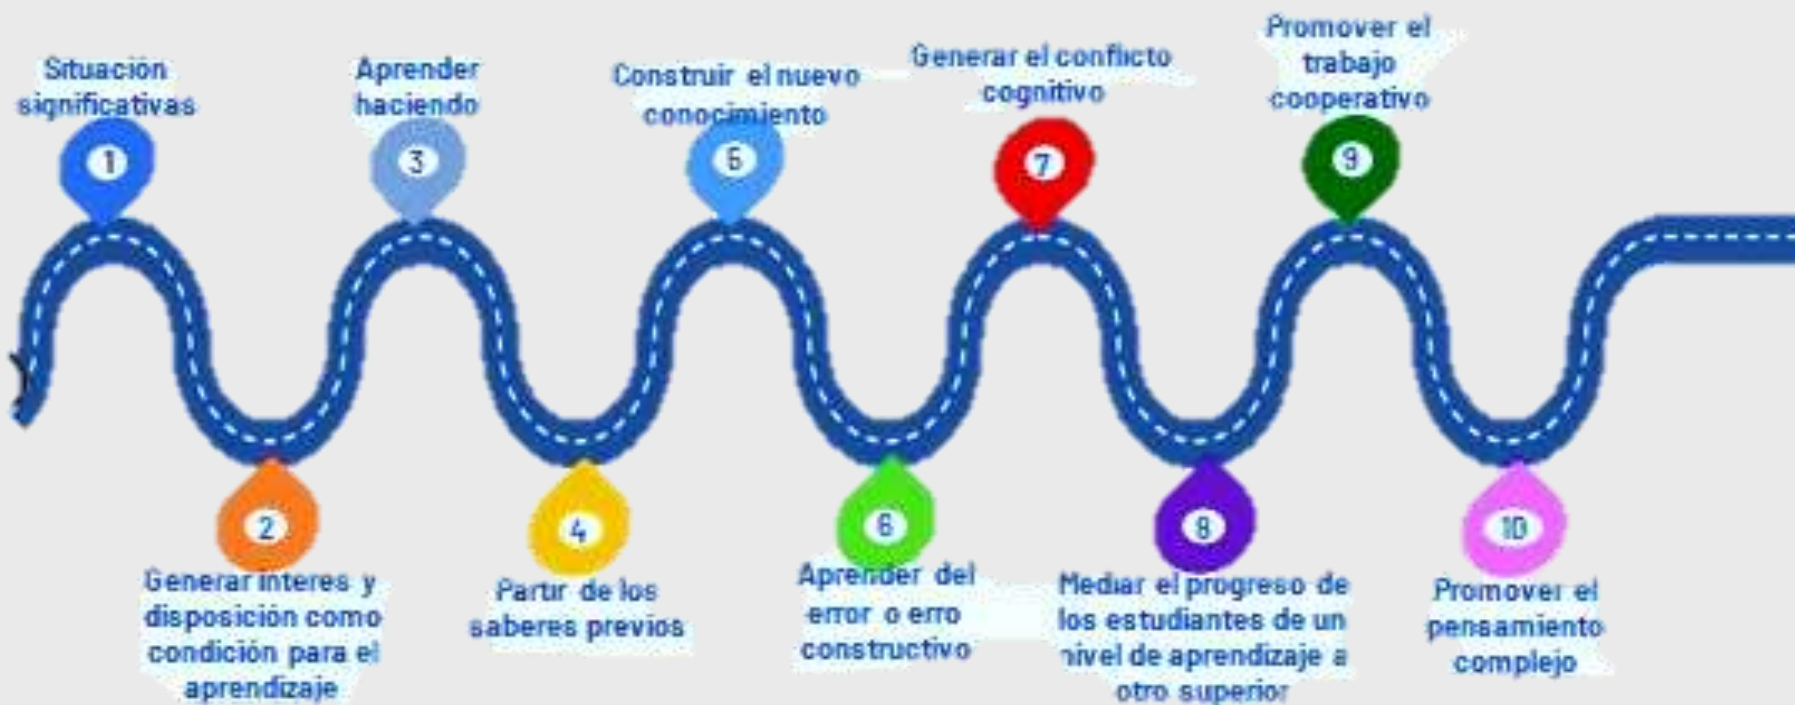 Situación
significativas
1
Generar interes y
disposición como
condición para el
aprendizaje
2
Aprender
haciendo
3
Partir de los
saberes previos
4
Construir el nuevo
conocimiento
5
Aprender del
error o erro
constructivo
6
Generar el conflicto
cognitivo
7
Mediar el progreso de
los estudiantes de un
nivel de aprendizaje a
otro superior
8
Promover el
trabajo
cooperativo
9
Promover el
pensamiento
complejo
10